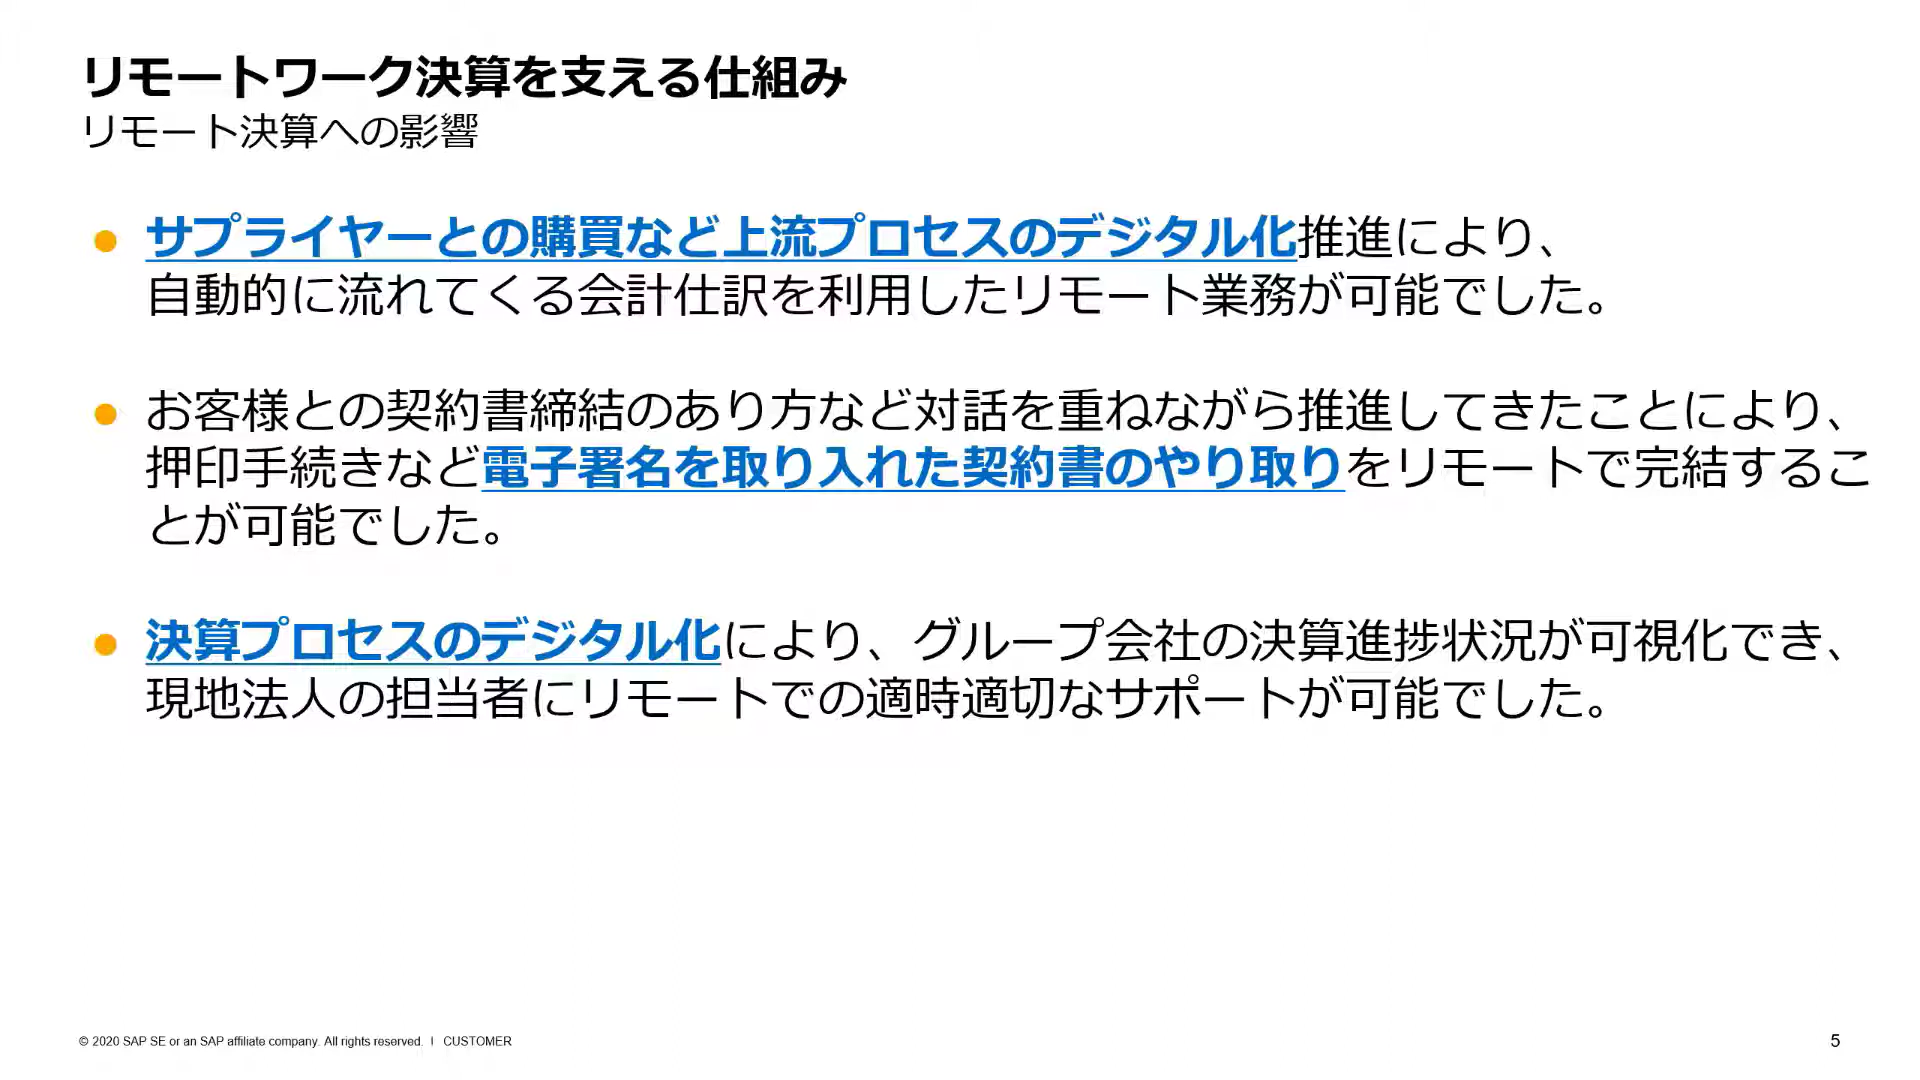 リモートワーク決算を支える仕組み
リモート決算への影響
● サプライヤーとの購買など上流プロセスのデジタル化推進により、
自動的に流れてくる会計仕訳を利用したリモート業務が可能でした。
● お客様との契約書締結のあり方など対話を重ねながら推進してきたことにより、
押印手続きなど電子署名を取り入れた契約書のやり取りをリモートで完結するこ
とが可能でした。
● 決算プロセスのデジタル化により、グループ会社の決算進捗状況が可視化でき、
現地法人の担当者にリモートでの適時適切なサポートが可能でした。
© 2020 SAP SE or an SAP affiliate company. All rights reserved. I CUSTOMER
5